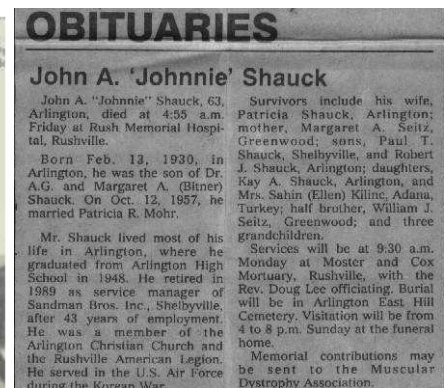 OBITUARIES
John A. 'Johnnie' Shauck
John A. "Johnnie" Shauck, 63,
Arlington, died at 4:55 a.m.
Friday at Rush Memorial Hospi-
tal, Rushville.
Born Feb. 13, 1930, in
Arlington, he was the son of Dr.
A.G. and Margaret A. (Bitner)
Shauck. On Oct. 12, 1957, he
married Patricia R. Mohr.
Mr. Shauck lived most of his
life in Arlington, where he
graduated from Arlington High
School in 1948. He retired in
1989 as service manager of
Sandman Bros. Inc., Shelbyville,
after 43 years of employment.
He was a member of the
Arlington Christian Church and
the Rushville American Legion.
He served in the U.S. Air Force
during the Korean War.
Survivors include his wife,
Patricia Shauck, Arlington;
mother, Margaret A. Seitz,
Greenwood; sons, Paul T.
Shauck, Shelbyville, and Robert
J. Shauck, Arlington; daughters,
Kay A. Shauck, Arlington, and
Mrs. Sahin (Ellen) Kilinc, Adana,
Turkey; half brother, William J.
Seitz, Greenwood; and three
grandchildren.
Services will be at 9:30 a.m.
Monday at Moster and Cox
Mortuary, Rushville, with the
Rev. Doug Lee officiating. Burial
will be in Arlington East Hill
Cemetery. Visitation will be from
4 to 8 p.m. Sunday at the funeral
home.
Memorial contributions may
be sent to the Muscular
Dystrophy Association.